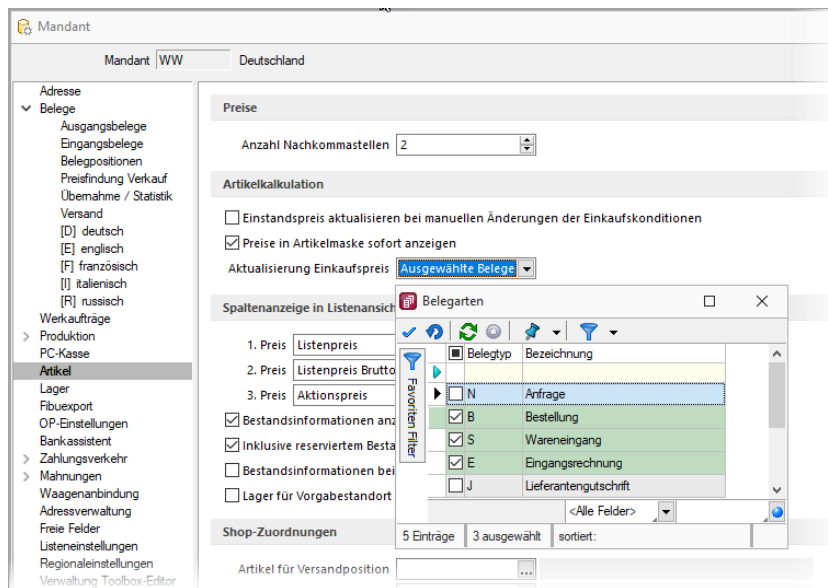 Mandant
Mandant WW Deutschland
Adresse
Belege
Ausgangsbelege
Eingangsbelege
Belegpositionen
Preisfindung Verkauf
Übernahme / Statistik
Versand
[D] deutsch
[E] englisch
[F] französisch
[I] italienisch
[R] russisch
Werkaufträge
Produktion
PC-Kasse
Artikel
Lager
Fibuexport
OP-Einstellungen
Bankassistent
Zahlungsverkehr
Mahnungen
Waagenanbindung
Adressverwaltung
Freie Felder
Listeneinstellungen
Regionaleinstellungen
Verwaltung Toolbox-Editor
Preise
Anzahl Nachkommastellen 2
Artikelkalkulation
Einstandspreis aktualisieren bei manuellen Änderungen der Einkaufskonditionen
Preise in Artikelmaske sofort anzeigen
Aktualisierung Einkaufspreis Ausgewählte Belege
Spaltenanzeige in Listenansich
1. Preis Listenpreis
2. Preis Listenpreis Brutto
3. Preis Aktionspreis
Bestandsinformationen anz
Inklusive reserviertem Besta
Bestandsinformationen bei
Lager für Vorgabestandort
Shop-Zuordnungen
Artikel für Versandposition ...
Belegarten
Favoriten Filter
Belegtyp Bezeichnung
N Anfrage
B Bestellung
S Wareneingang
E Eingangsrechnung
J Lieferantengutschrift
<Alle Felder>
5 Einträge 3 ausgewählt sortiert: